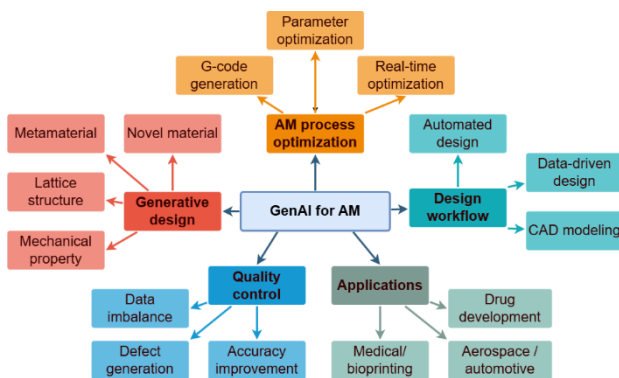 Parameter
optimization
G-code
generation
Real-time
optimization
AM process
optimization
Metamaterial
Novel material
Automated
design
Data-driven
design
Lattice
structure
Generative
design
GenAI for AM
Design
workflow
Mechanical
property
CAD modeling
Quality
control
Applications
Data
imbalance
Drug
development
Defect
generation
Accuracy
improvement
Medical/
bioprinting
Aerospace /
automotive